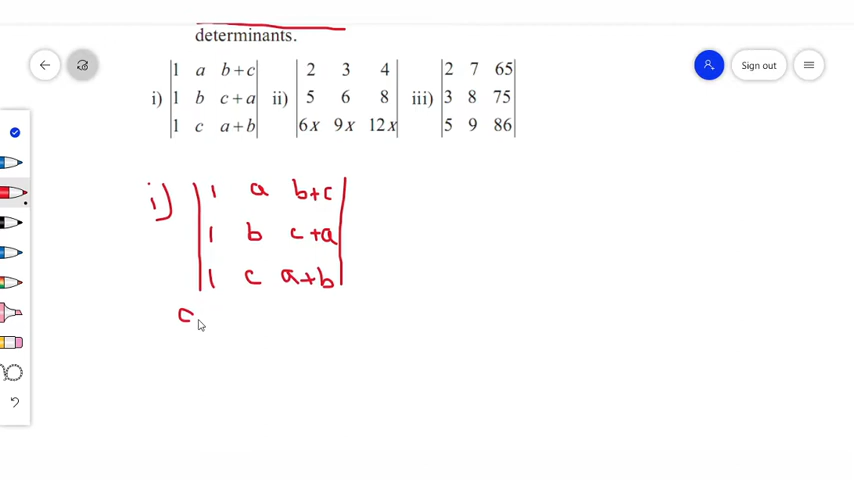 determinants.
Sign out
i) |1 a b+c| ii) |2 3 4| iii) |2 7 65|
|1 b c+a| |5 6 8| |3 8 75|
|1 c a+b| |6x 9x 12x| |5 9 86|
i) |1 a b+c|
|1 b c+a|
|1 c a+b|
c